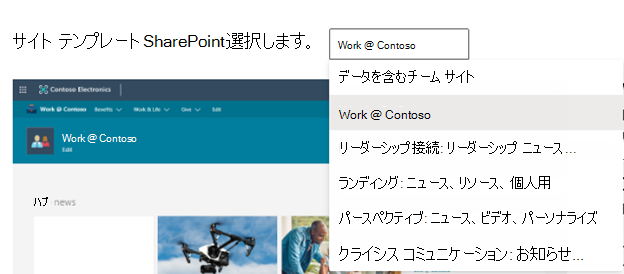 サイト テンプレート SharePoint選択します。
Work @ Contoso
データを含むチーム サイト
Work @ Contoso
リーダーシップ接続: リーダーシップ ニュース...
ランディング: ニュース、リソース、個人用
パースペクティブ: ニュース、ビデオ、パーソナライズ
クライシス コミュニケーション: お知らせ...
Contoso Electronics
Work @ Contoso Benefits Work & Life Give Edit
Work @ Contoso
Edit
ハブ news